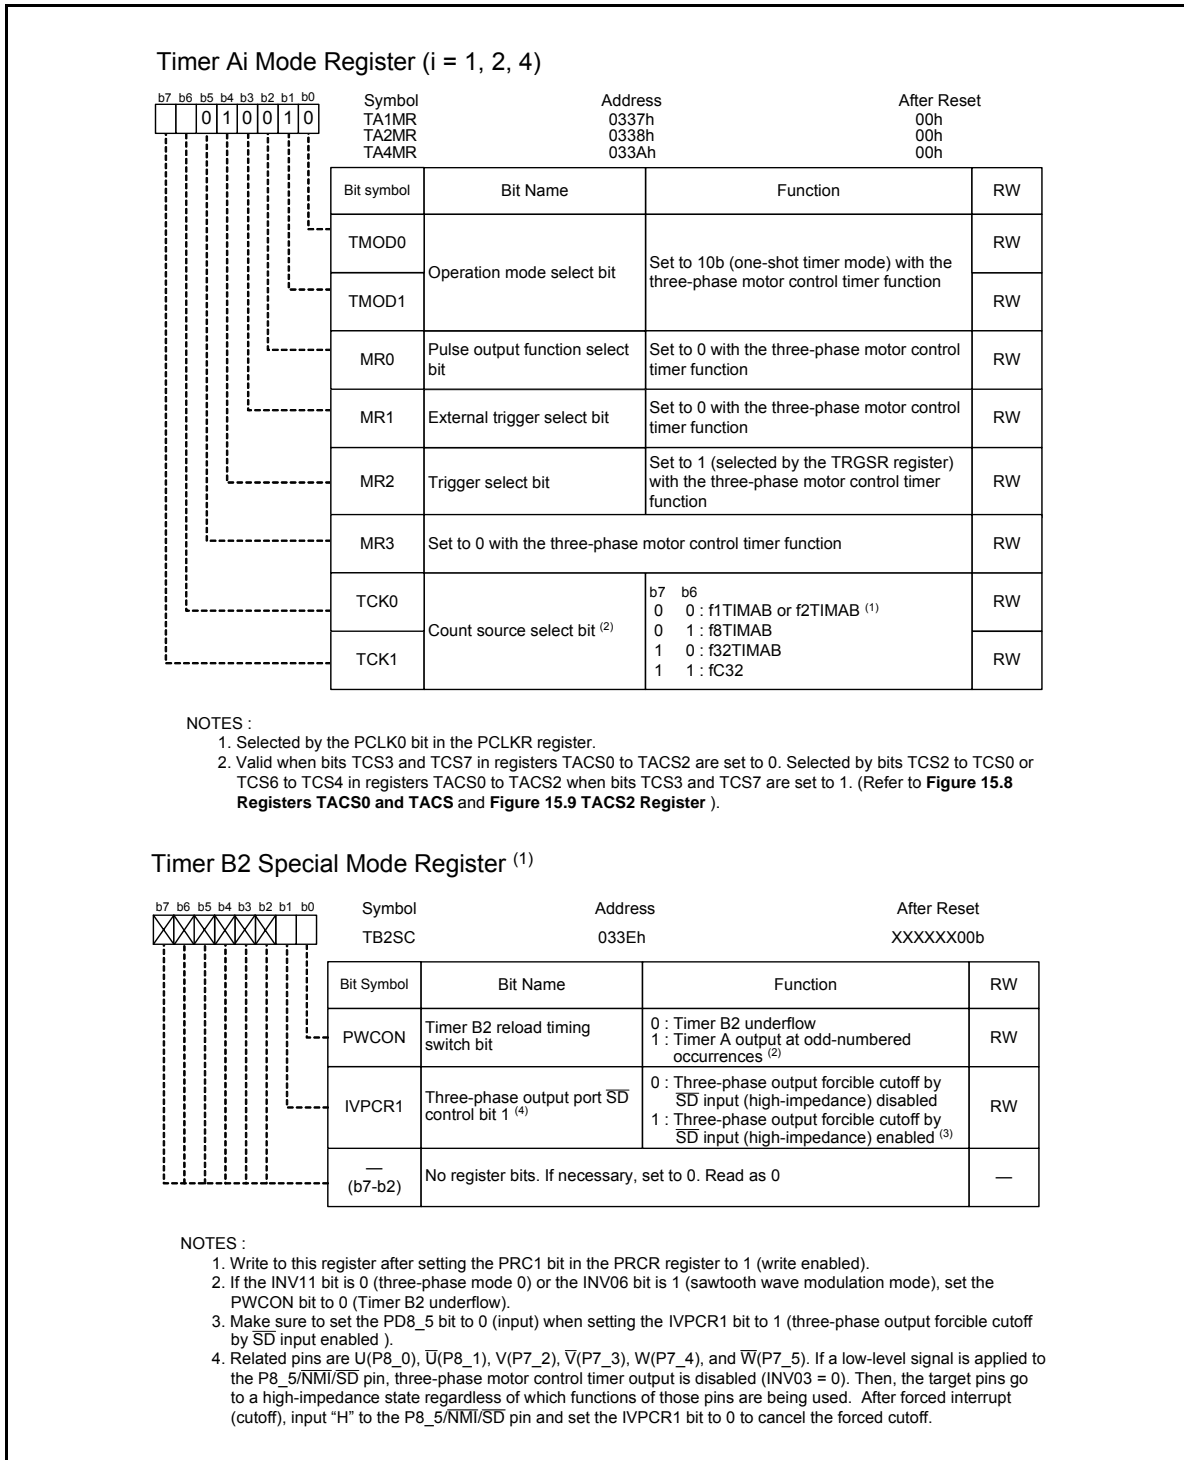 Timer Ai Mode Register (i = 1, 2, 4)
b7 b6 b5 b4 b3 b2 b1 b0
0 1 0 0 1 0
Symbol Address After Reset
TA1MR 0337h 00h
TA2MR 0338h 00h
TA4MR 033Ah 00h
Bit symbol Bit Name Function RW
TMOD0 RW
Operation mode select bit
Set to 10b (one-shot timer mode) with the
three-phase motor control timer function
TMOD1 RW
MR0
Pulse output function select
bit
Set to 0 with the three-phase motor control
timer function
RW
MR1 External trigger select bit
Set to 0 with the three-phase motor control
timer function
RW
MR2 Trigger select bit
Set to 1 (selected by the TRGSR register)
with the three-phase motor control timer
function
RW
MR3 Set to 0 with the three-phase motor control timer function RW
TCK0 RW
Count source select bit (2)
b7 b6
0 0 : f1TIMAB or f2TIMAB (1)
0 1 : f8TIMAB
1 0 : f32TIMAB
1 1 : fC32
TCK1 RW
NOTES :
1. Selected by the PCLK0 bit in the PCLKR register.
2. Valid when bits TCS3 and TCS7 in registers TACS0 to TACS2 are set to 0. Selected by bits TCS2 to TCS0 or
TCS6 to TCS4 in registers TACS0 to TACS2 when bits TCS3 and TCS7 are set to 1. (Refer to Figure 15.8
Registers TACS0 and TACS and Figure 15.9 TACS2 Register ).
Timer B2 Special Mode Register (1)
b7 b6 b5 b4 b3 b2 b1 b0
Symbol Address After Reset
TB2SC 033Eh XXXXXX00b
Bit Symbol Bit Name Function RW
PWCON
Timer B2 reload timing
switch bit
0 : Timer B2 underflow
1 : Timer A output at odd-numbered
occurrences (2)
RW
IVPCR1
Three-phase output port S̅D̅
control bit 1 (4)
0 : Three-phase output forcible cutoff by
S̅D̅ input (high-impedance) disabled
1 : Three-phase output forcible cutoff by
S̅D̅ input (high-impedance) enabled (3)
RW
—
(b7-b2)
No register bits. If necessary, set to 0. Read as 0
—
NOTES :
1. Write to this register after setting the PRC1 bit in the PRCR register to 1 (write enabled).
2. If the INV11 bit is 0 (three-phase mode 0) or the INV06 bit is 1 (sawtooth wave modulation mode), set the
PWCON bit to 0 (Timer B2 underflow).
3. Make sure to set the PD8_5 bit to 0 (input) when setting the IVPCR1 bit to 1 (three-phase output forcible cutoff
by S̅D̅ input enabled ).
4. Related pins are U(P8_0), U̅(P8_1), V(P7_2), V̅(P7_3), W(P7_4), and W̅(P7_5). If a low-level signal is applied to
the P8_5/N̅M̅I̅/S̅D̅ pin, three-phase motor control timer output is disabled (INV03 = 0). Then, the target pins go
to a high-impedance state regardless of which functions of those pins are being used. After forced interrupt
(cutoff), input “H” to the P8_5/N̅M̅I̅/S̅D̅ pin and set the IVPCR1 bit to 0 to cancel the forced cutoff.